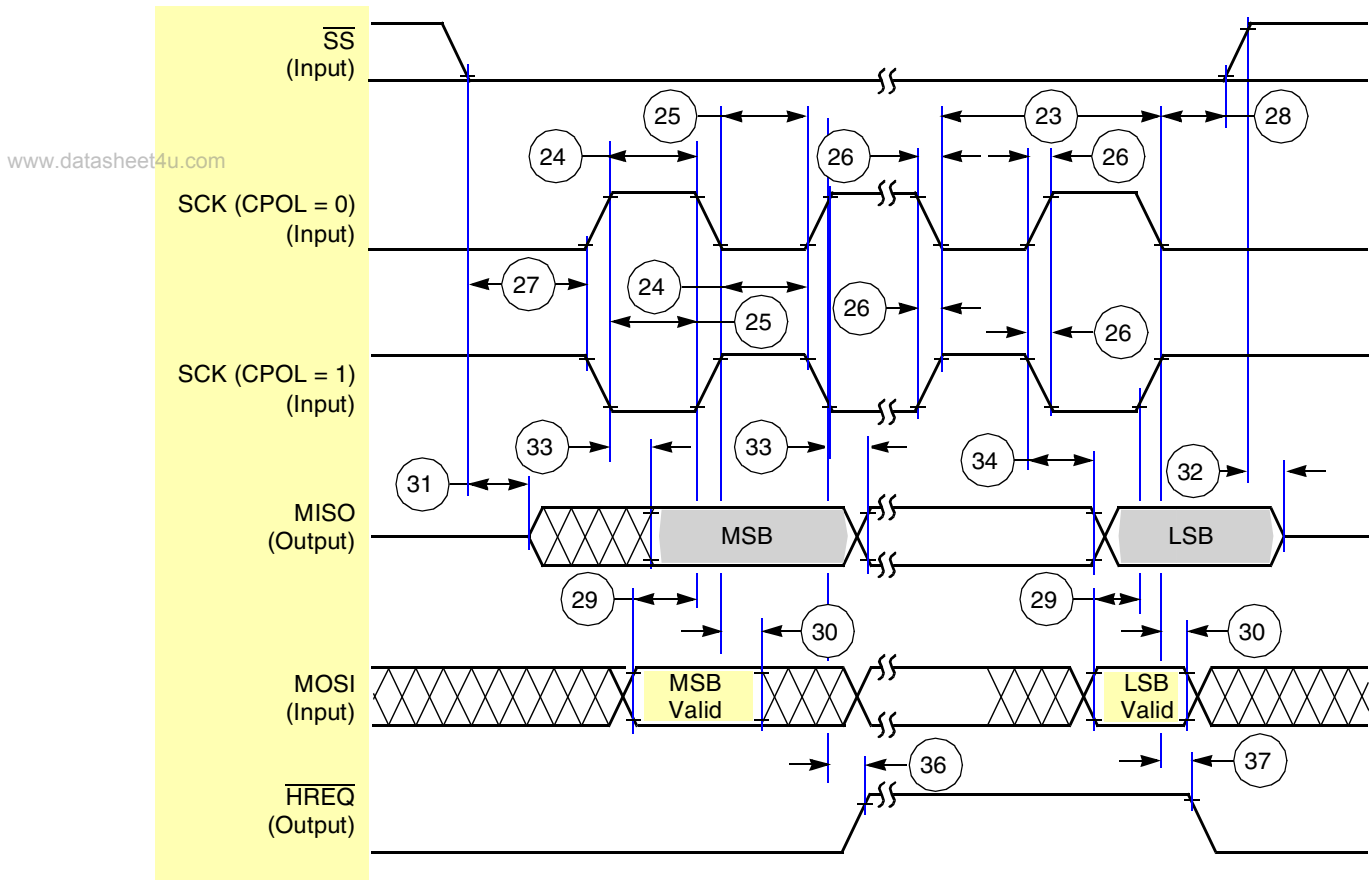 SS
(Input)
25
23
28
www.datasheet4u.com
24
26
26
SCK (CPOL = 0)
(Input)
27
24
25
26
26
SCK (CPOL = 1)
(Input)
33
33
34
32
31
MISO
(Output)
MSB
LSB
29
30
29
30
MOSI
(Input)
MSB
Valid
LSB
Valid
36
37
HREQ
(Output)